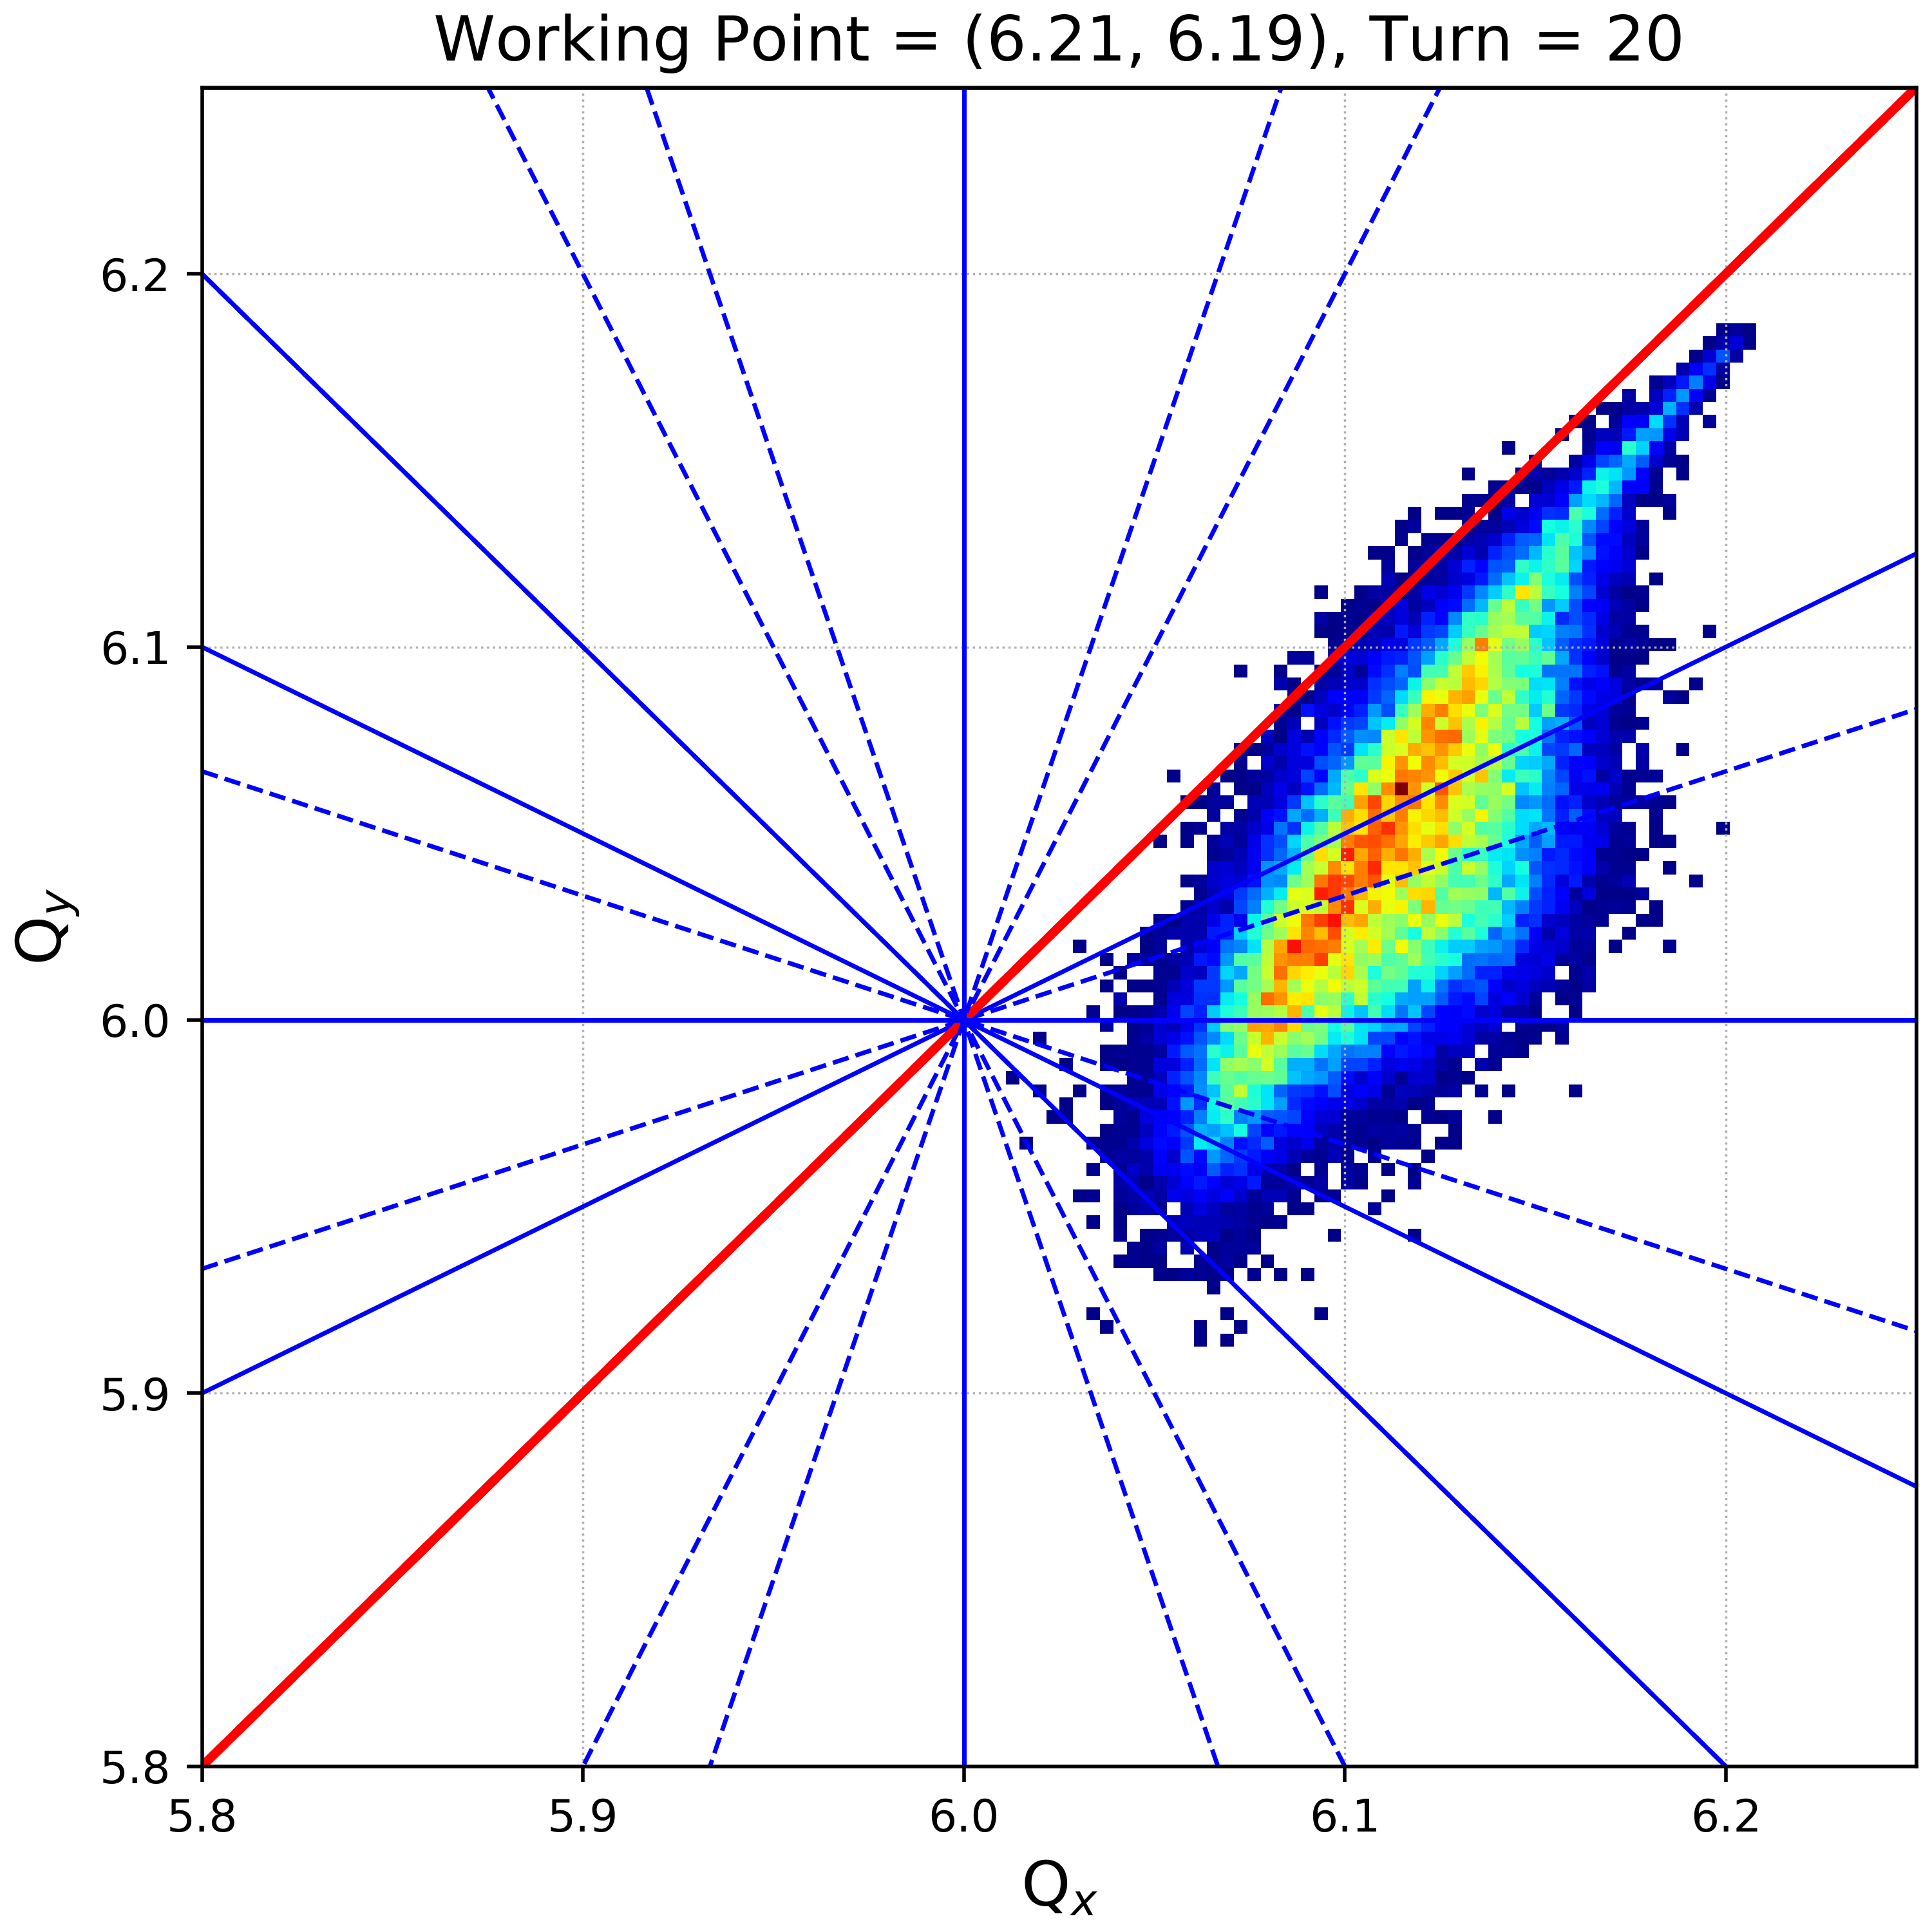 Working Point = (6.21, 6.19), Turn = 20
6.2
6.1
6.0
5.9
5.8
Qy
5.8 5.9 6.0 6.1 6.2
Qx